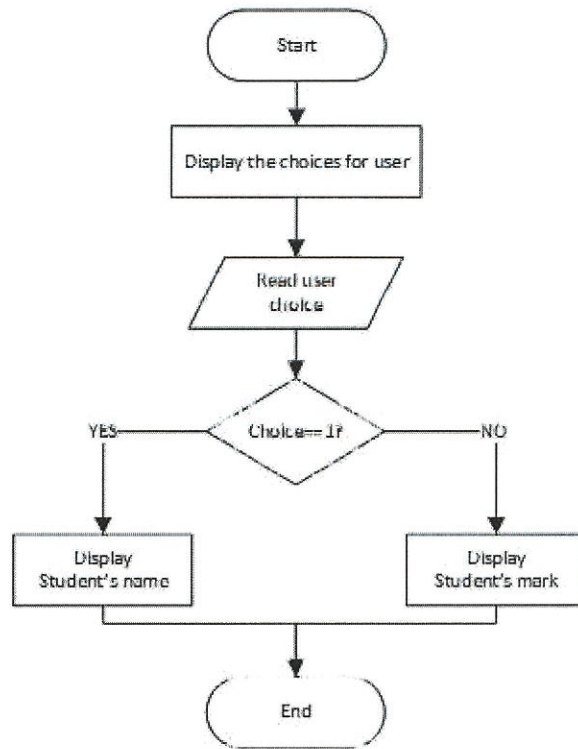 Start
Display the choices for user
Read user
choice
Choice== 1?
YES
NO
Display
Student's name
Display
Student's mark
End